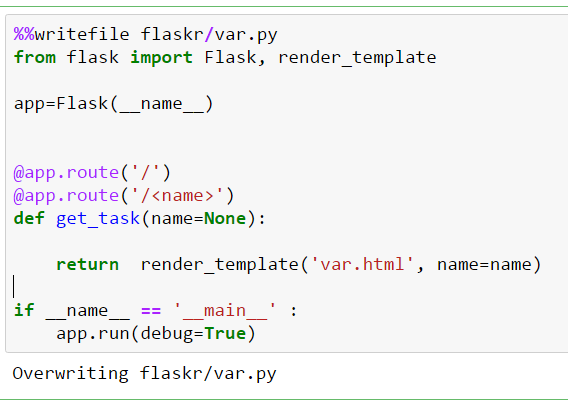 %%writefile flaskr/var.py
from flask import Flask, render_template
app=Flask(__name__)
@app.route('/')
@app.route('/<name>')
def get_task(name=None):
    return  render_template('var.html', name=name)
if __name__ == '__main__' :
    app.run(debug=True)
Overwriting flaskr/var.py